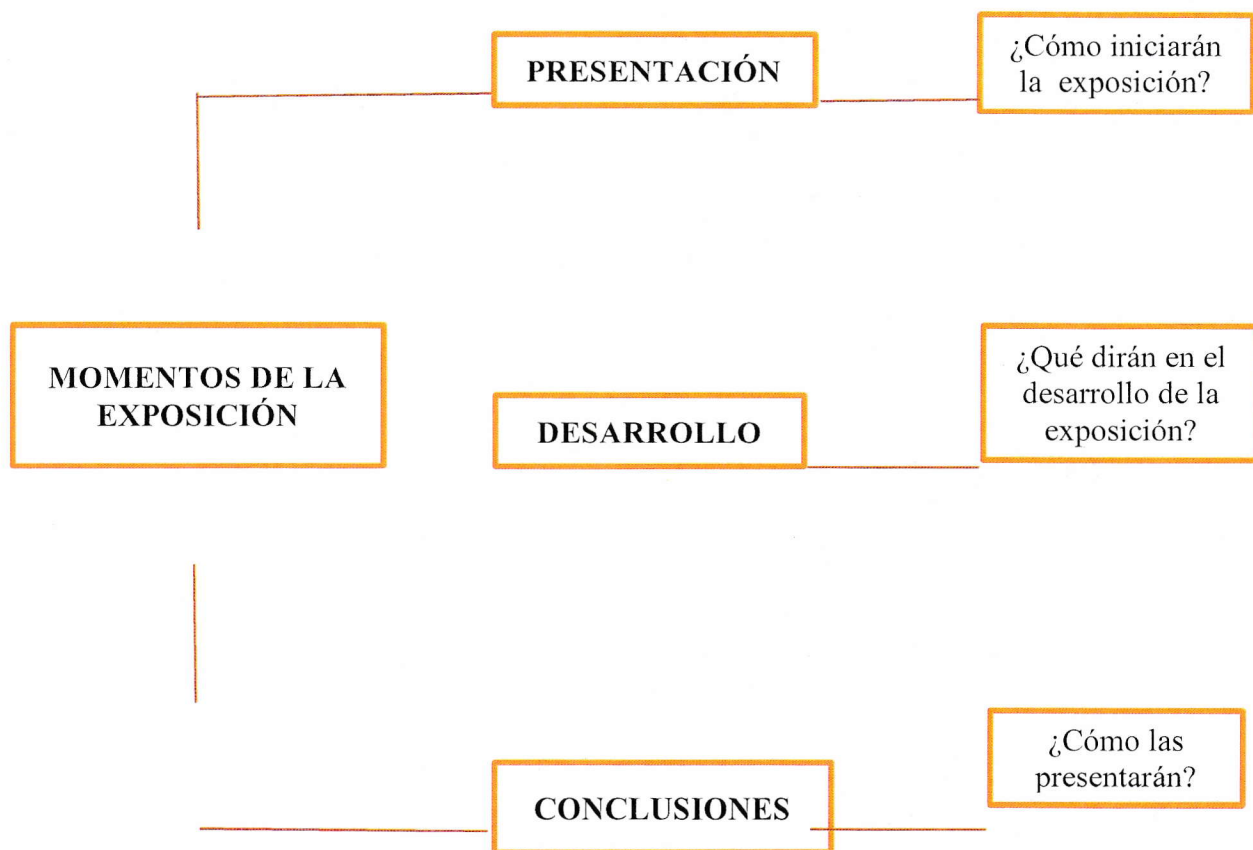 PRESENTACIÓN
¿Cómo iniciarán
la exposición?
MOMENTOS DE LA
EXPOSICIÓN
DESARROLLO
¿Qué dirán en el
desarrollo de la
exposición?
CONCLUSIONES
¿Cómo las
presentarán?